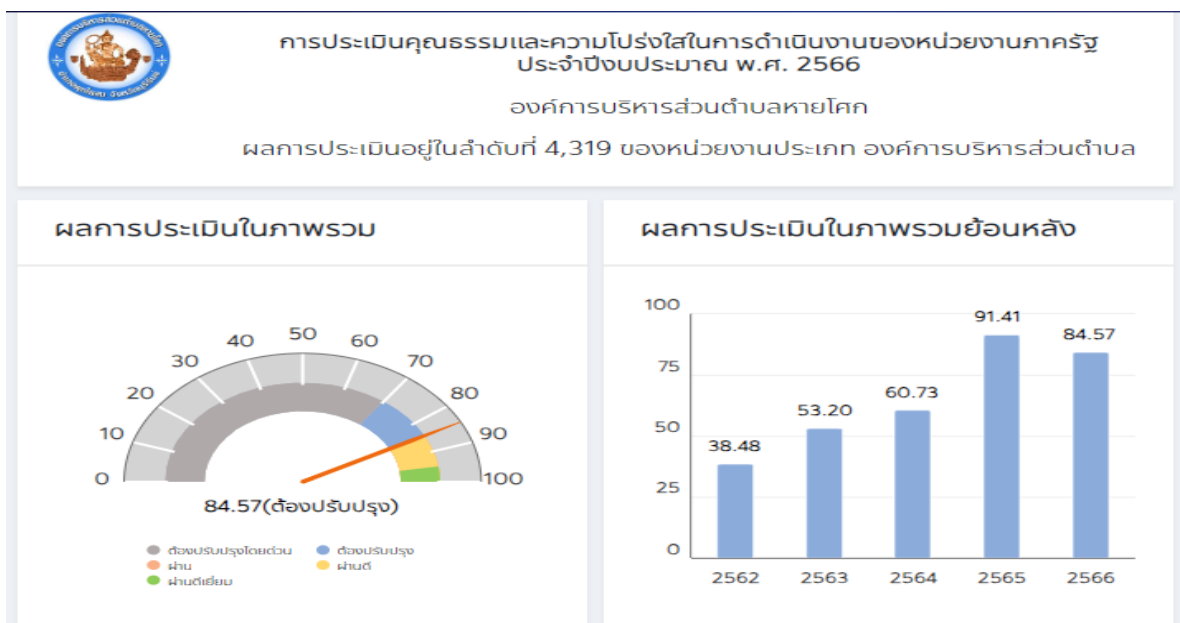 การประเมินคุณธรรมและความโปร่งใสในการดำเนินงานของหน่วยงานภาครัฐ
ประจำปีงบประมาณ พ.ศ. 2566
องค์การบริหารส่วนตำบลหายโศก
ผลการประเมินอยู่ในลำดับที่ 4,319 ของหน่วยงานประเภท องค์การบริหารส่วนตำบล
ผลการประเมินในภาพรวม
0
10
20
30
40
50
60
70
80
90
100
84.57(ต้องปรับปรุง)
ต้องปรับปรุงโดยด่วน
ต้องปรับปรุง
ผ่าน
ผ่านดี
ผ่านดีเยี่ยม
ผลการประเมินในภาพรวมย้อนหลัง
100
75
50
25
0
38.48
53.20
60.73
91.41
84.57
2562
2563
2564
2565
2566